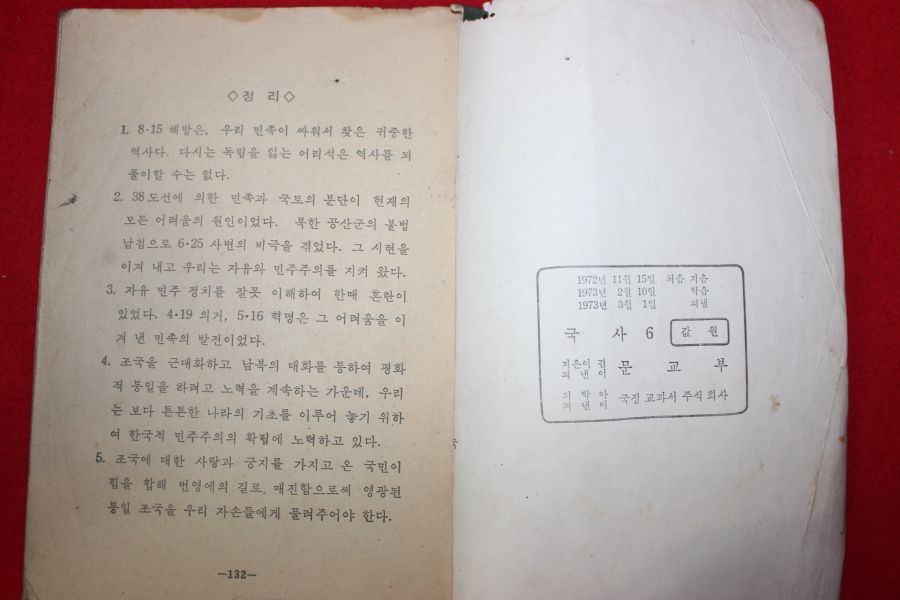 ◇정 리◇
1. 8·15 해방은, 우리 민족이 싸워서 찾은 귀중한
역사다. 다시는 독립을 잃는 어리석은 역사를 되
풀이할 수는 없다.
2. 38도선에 의한 민족과 국토의 분단이 현재의
모든 어려움의 원인이었다. 북한 공산군의 불법
남침으로 6·25 사변의 비극을 겪었다. 그 시련을
이겨 내고 우리는 자유와 민주주의를 지켜 왔다.
3. 자유 민주 정치를 잘못 이해하여 한때 혼란이
있었다. 4·19 의거, 5·16 혁명은 그 어려움을 이
겨 낸 민족의 발전이었다.
4. 조국을 근대화하고 남북의 대화를 통하여 평화
적 통일을 하려고 노력을 계속하는 가운데, 우리
는 보다 튼튼한 나라의 기초를 이루어 놓기 위하
여 한국적 민주주의의 확립에 노력하고 있다.
5. 조국에 대한 사랑과 긍지를 가지고 온 국민이
힘을 합해 번영에의 길로 매진함으로써 영광된
통일 조국을 우리 자손들에게 물려주어야 한다.
—132—
1972년 11월 15일 처음 지음
1973년 2월 10일 박음
1973년 3월 1일 펴냄
국 사 6 값 원
지은이 겸
펴 낸 이 문 교 부
되 박 아
펴 낸 이 국정 교과서 주식 회사